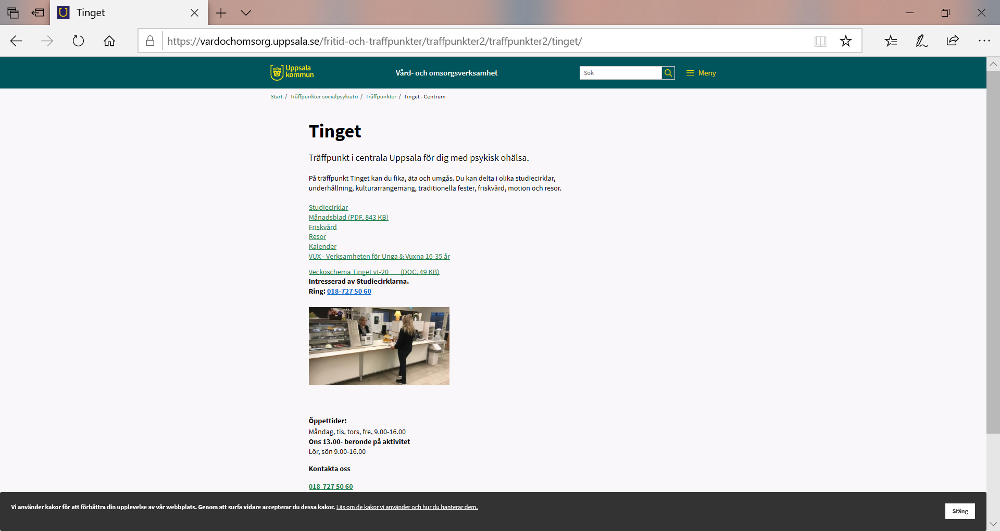 Tinget
https://vardochomsorg.uppsala.se/fritid-och-traffpunkter/traffpunkter2/traffpunkter2/tinget/
Uppsala
kommun
Vård- och omsorgsverksamhet
Sök
Meny
Start / Träffpunkter socialpsykiatri / Träffpunkter / Tinget - Centrum
Tinget
Träffpunkt i centrala Uppsala för dig med psykisk ohälsa.
På träffpunkt Tinget kan du fika, äta och umgås. Du kan delta i olika studiecirklar,
underhållning, kulturarrangemang, traditionella fester, friskvård, motion och resor.
Studiecirklar
Månadsblad (PDF, 843 KB)
Friskvård
Resor
Kalender
VUX - Verksamheten för Unga & Vuxna 16-35 år
Veckoschema Tinget vt-20 (DOC, 49 KB)
Intresserad av Studiecirklarna.
Ring: 018-727 50 60
Öppettider:
Måndag, tis, tors, fre, 9.00-16.00
Ons 13.00- beronde på aktivitet
Lör, sön 9.00-16.00
Kontakta oss
018-727 50 60
Vi använder kakor för att förbättra din upplevelse av vår webbplats. Genom att surfa vidare accepterar du dessa kakor. Läs om de kakor vi använder och hur du hanterar dem.
Stäng